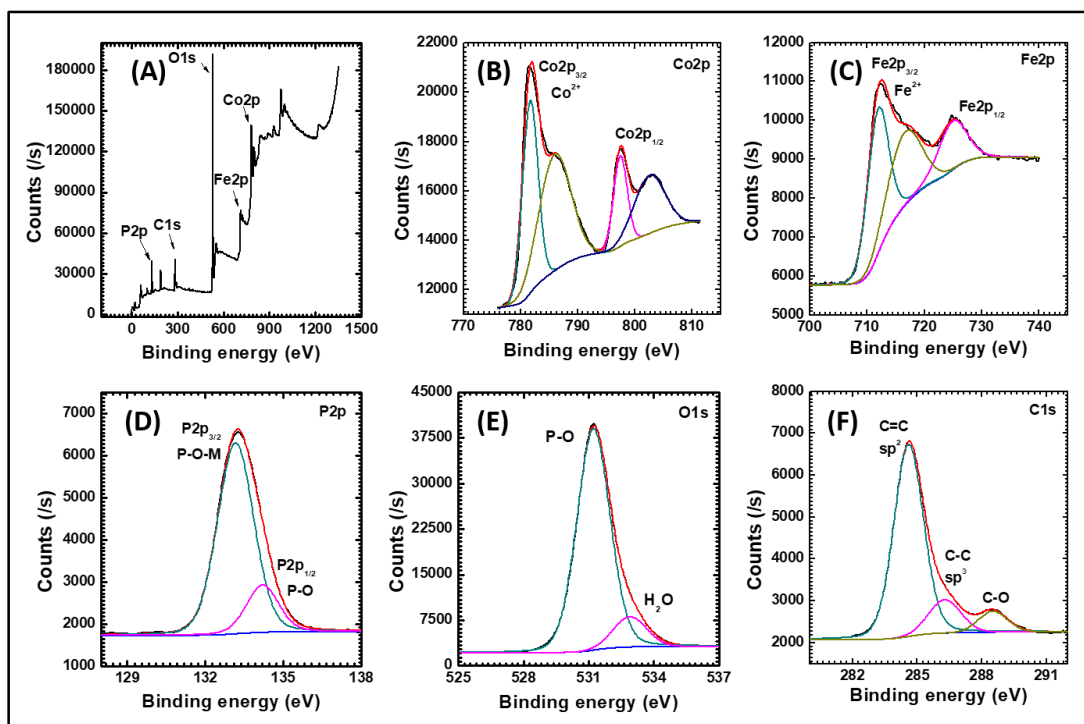 (A)
O1s
Co2p
Fe2p
P2p
C1s
Counts (/s)
180000
150000
120000
90000
60000
30000
0
0 300 600 900 1200 1500
Binding energy (eV)
(B)
Co2p
Co2p3/2
Co2+
Co2p1/2
Counts (/s)
22000
20000
18000
16000
14000
12000
770 780 790 800 810
Binding energy (eV)
(C)
Fe2p
Fe2p3/2
Fe2+
Fe2p1/2
Counts (/s)
12000
11000
10000
9000
8000
7000
6000
5000
700 710 720 730 740
Binding energy (eV)
(D)
P2p
P2p3/2
P-O-M
P2p1/2
P-O
Counts (/s)
7000
6000
5000
4000
3000
2000
1000
129 132 135 138
Binding energy (eV)
(E)
O1s
P-O
H2O
Counts (/s)
45000
37500
30000
22500
15000
7500
0
525 528 531 534 537
Binding energy (eV)
(F)
C1s
C=C
sp2
C-C
sp3
C-O
Counts (/s)
8000
7000
6000
5000
4000
3000
2000
282 285 288 291
Binding energy (eV)